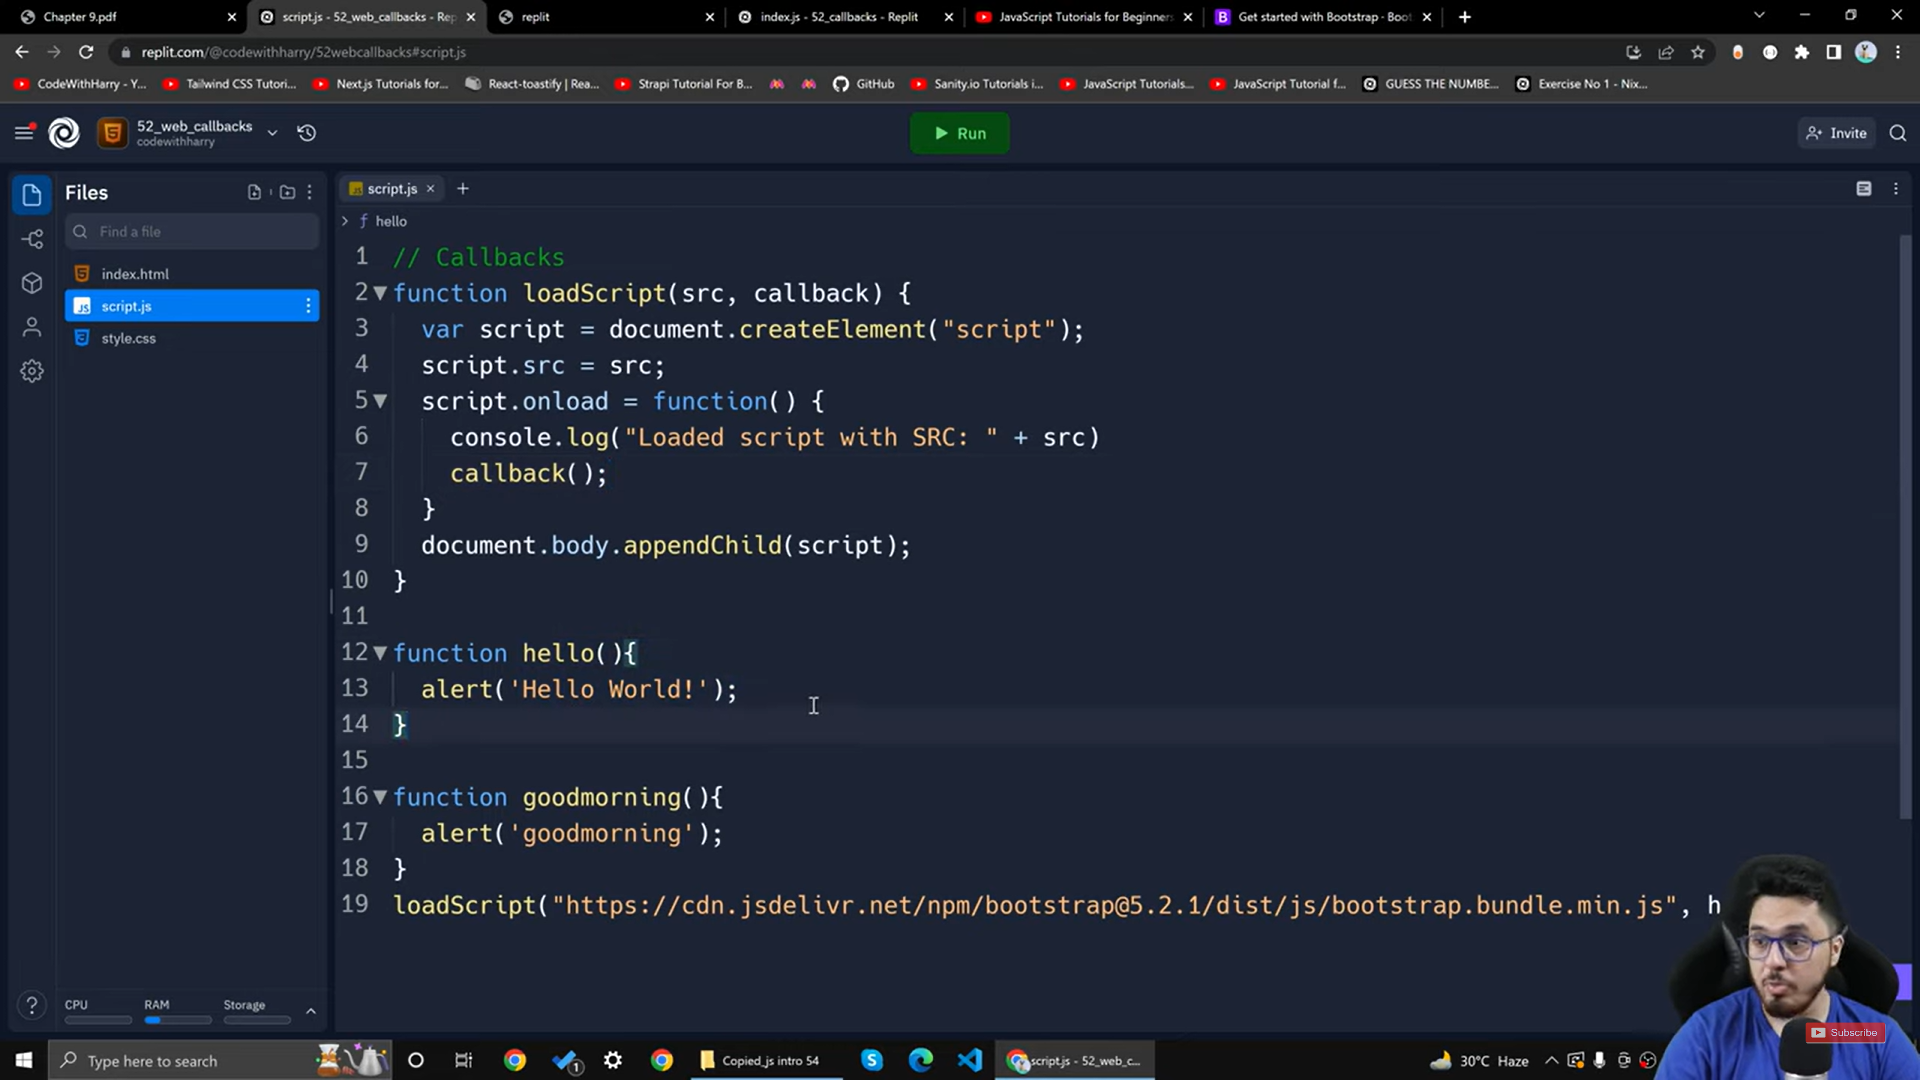 Chapter 9.pdf
script.js - 52_web_callbacks - Rep
replit
index.js - 52_callbacks - Replit
JavaScript Tutorials for Beginners
Get started with Bootstrap · Boot
replit.com/@codewithharry/52webcallbacks#script.js
CodeWithHarry - Y...
Tailwind CSS Tutori...
Next.js Tutorials for...
React-toastify | Rea...
Strapi Tutorial For B...
GitHub
Sanity.io Tutorials i...
JavaScript Tutorials...
JavaScript Tutorial f...
GUESS THE NUMBE...
Exercise No 1 - Nix...
52_web_callbacks
codewithharry
Run
Invite
Files
Find a file
index.html
script.js
style.css
script.js
f hello
1 // Callbacks
2 function loadScript(src, callback) {
3 var script = document.createElement("script");
4 script.src = src;
5 script.onload = function() {
6 console.log("Loaded script with SRC: " + src)
7 callback();
8 }
9 document.body.appendChild(script);
10 }
11
12 function hello(){
13 alert('Hello World!');
14 }
15
16 function goodmorning(){
17 alert('goodmorning');
18 }
19 loadScript("https://cdn.jsdelivr.net/npm/bootstrap@5.2.1/dist/js/bootstrap.bundle.min.js", h
CPU
RAM
Storage
Subscribe
Type here to search
1
Copied_js intro 54
script.js - 52_web_c...
30°C Haze